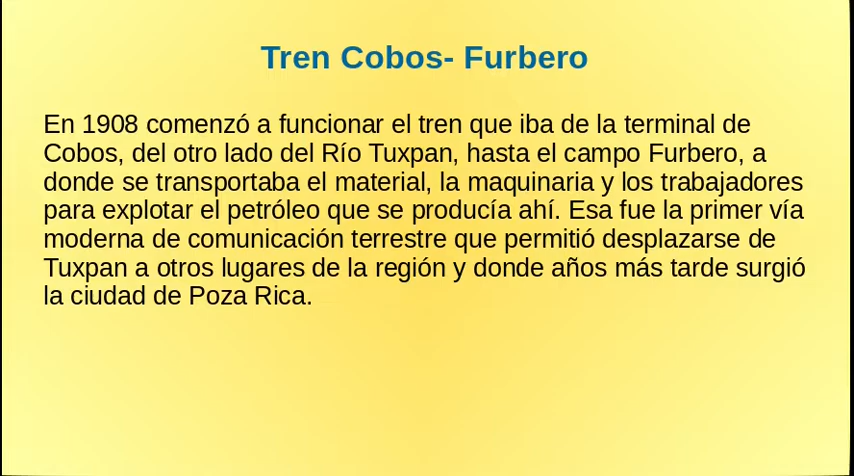 Tren Cobos- Furbero
En 1908 comenzó a funcionar el tren que iba de la terminal de
Cobos, del otro lado del Río Tuxpan, hasta el campo Furbero, a
donde se transportaba el material, la maquinaria y los trabajadores
para explotar el petróleo que se producía ahí. Esa fue la primer vía
moderna de comunicación terrestre que permitió desplazarse de
Tuxpan a otros lugares de la región y donde años más tarde surgió
la ciudad de Poza Rica.